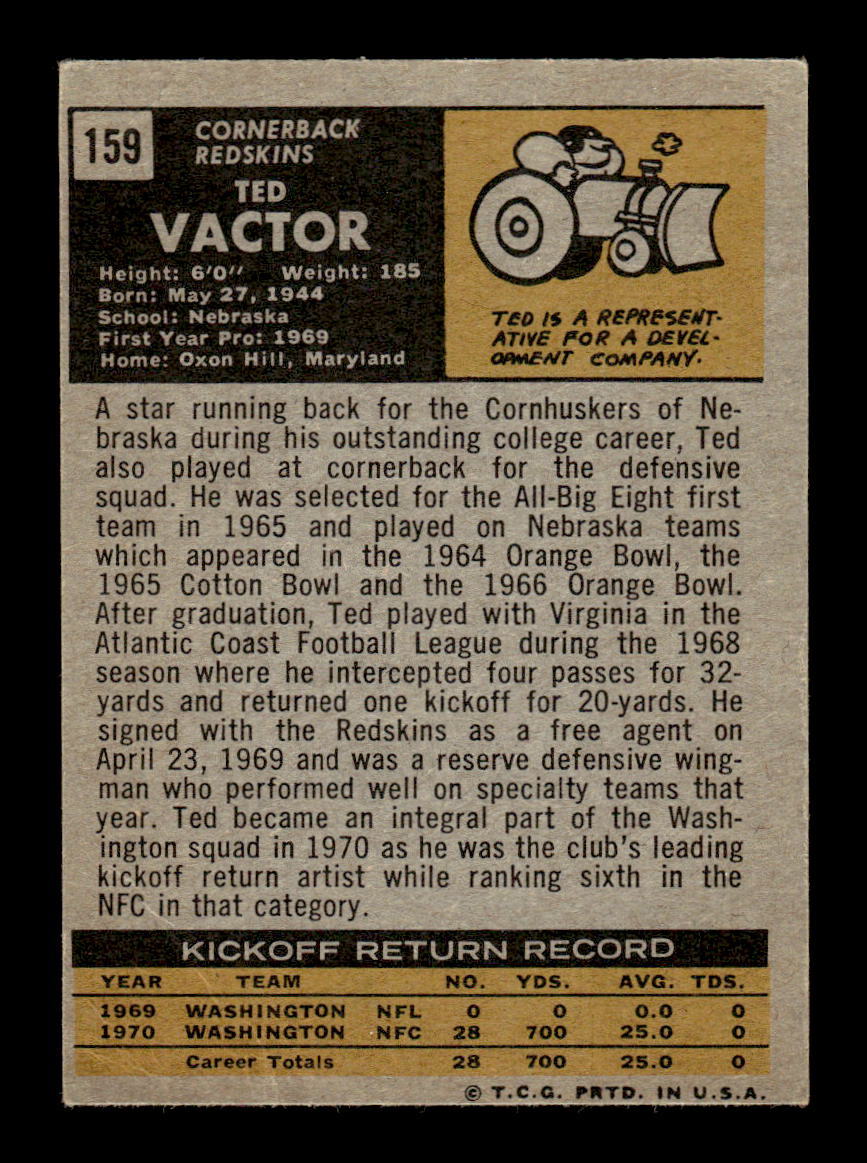 159
CORNERBACK
REDSKINS
TED
VACTOR
Height: 6'0" Weight: 185
Born: May 27, 1944
School: Nebraska
First Year Pro: 1969
Home: Oxon Hill, Maryland
TED IS A REPRESENT-
ATIVE FOR A DEVEL-
OPMENT COMPANY.
A star running back for the Cornhuskers of Ne-
braska during his outstanding college career, Ted
also played at cornerback for the defensive
squad. He was selected for the All-Big Eight first
team in 1965 and played on Nebraska teams
which appeared in the 1964 Orange Bowl, the
1965 Cotton Bowl and the 1966 Orange Bowl.
After graduation, Ted played with Virginia in the
Atlantic Coast Football League during the 1968
season where he intercepted four passes for 32-
yards and returned one kickoff for 20-yards. He
signed with the Redskins as a free agent on
April 23, 1969 and was a reserve defensive wing-
man who performed well on specialty teams that
year. Ted became an integral part of the Wash-
ington squad in 1970 as he was the club's leading
kickoff return artist while ranking sixth in the
NFC in that category.
KICKOFF RETURN RECORD
YEAR TEAM NO. YDS. AVG. TDS.
1969 WASHINGTON NFL 0 0 0.0 0
1970 WASHINGTON NFC 28 700 25.0 0
Career Totals 28 700 25.0 0
© T.C.G. PRTD. IN U.S.A.